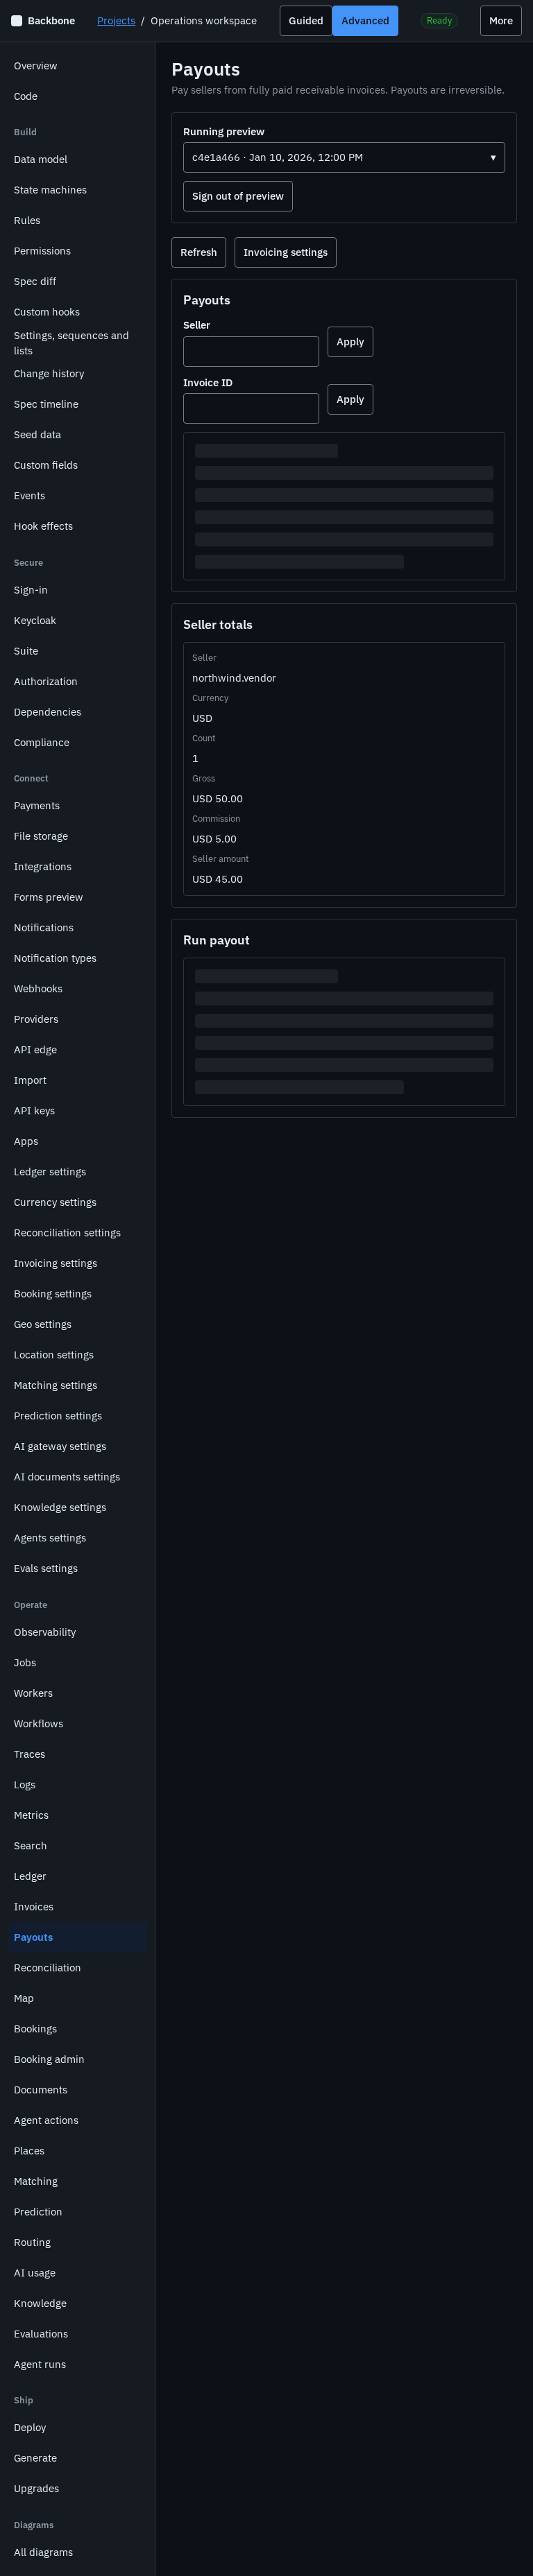 Backbone
Projects / Operations workspace
Guided
Advanced
Ready
More
Overview
Code
Build
Data model
State machines
Rules
Permissions
Spec diff
Custom hooks
Settings, sequences and
lists
Change history
Spec timeline
Seed data
Custom fields
Events
Hook effects
Secure
Sign-in
Keycloak
Suite
Authorization
Dependencies
Compliance
Connect
Payments
File storage
Integrations
Forms preview
Notifications
Notification types
Webhooks
Providers
API edge
Import
API keys
Apps
Ledger settings
Currency settings
Reconciliation settings
Invoicing settings
Booking settings
Geo settings
Location settings
Matching settings
Prediction settings
AI gateway settings
AI documents settings
Knowledge settings
Agents settings
Evals settings
Operate
Observability
Jobs
Workers
Workflows
Traces
Logs
Metrics
Search
Ledger
Invoices
Payouts
Reconciliation
Map
Bookings
Booking admin
Documents
Agent actions
Places
Matching
Prediction
Routing
AI usage
Knowledge
Evaluations
Agent runs
Ship
Deploy
Generate
Upgrades
Diagrams
All diagrams
Payouts
Pay sellers from fully paid receivable invoices. Payouts are irreversible.
Running preview
c4e1a466 · Jan 10, 2026, 12:00 PM
Sign out of preview
Refresh
Invoicing settings
Payouts
Seller
Apply
Invoice ID
Apply
Seller totals
Seller
northwind.vendor
Currency
USD
Count
1
Gross
USD 50.00
Commission
USD 5.00
Seller amount
USD 45.00
Run payout